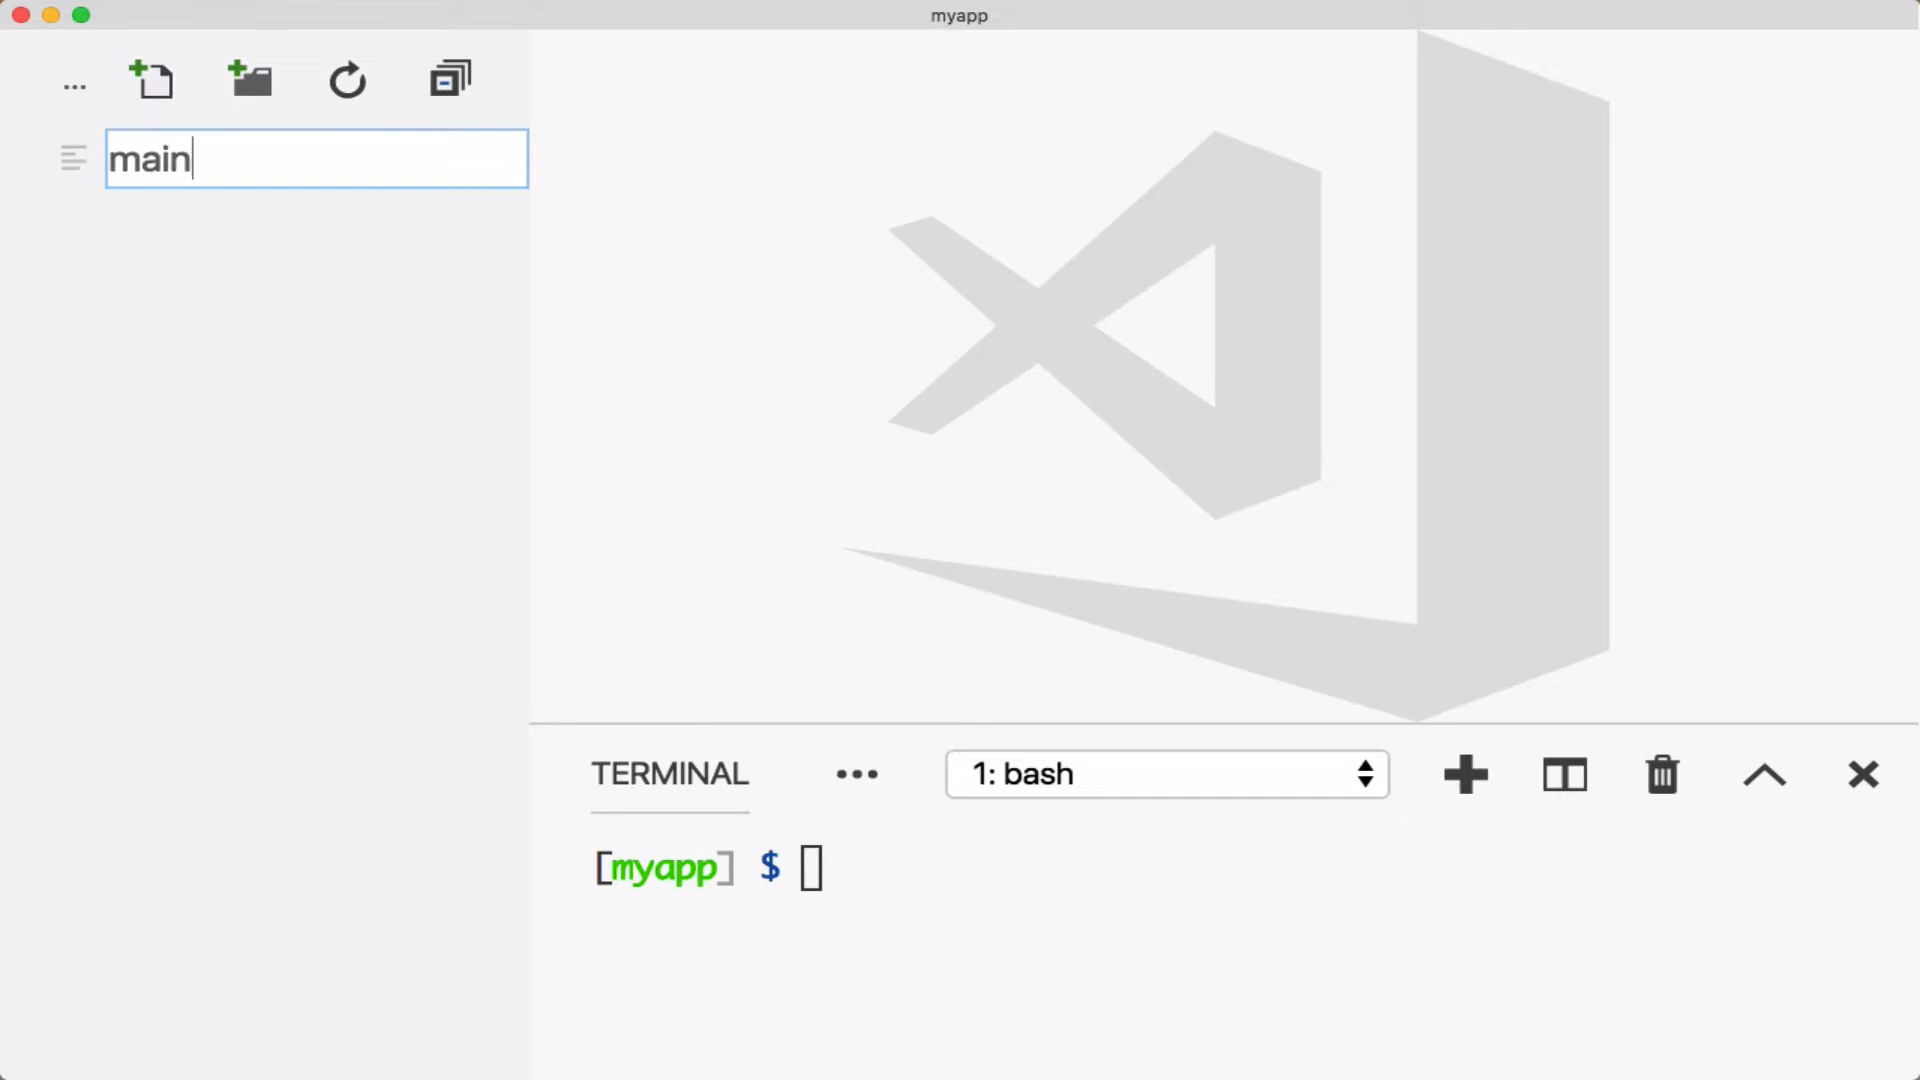 myapp
...
main
TERMINAL ••• 1: bash
[myapp] $